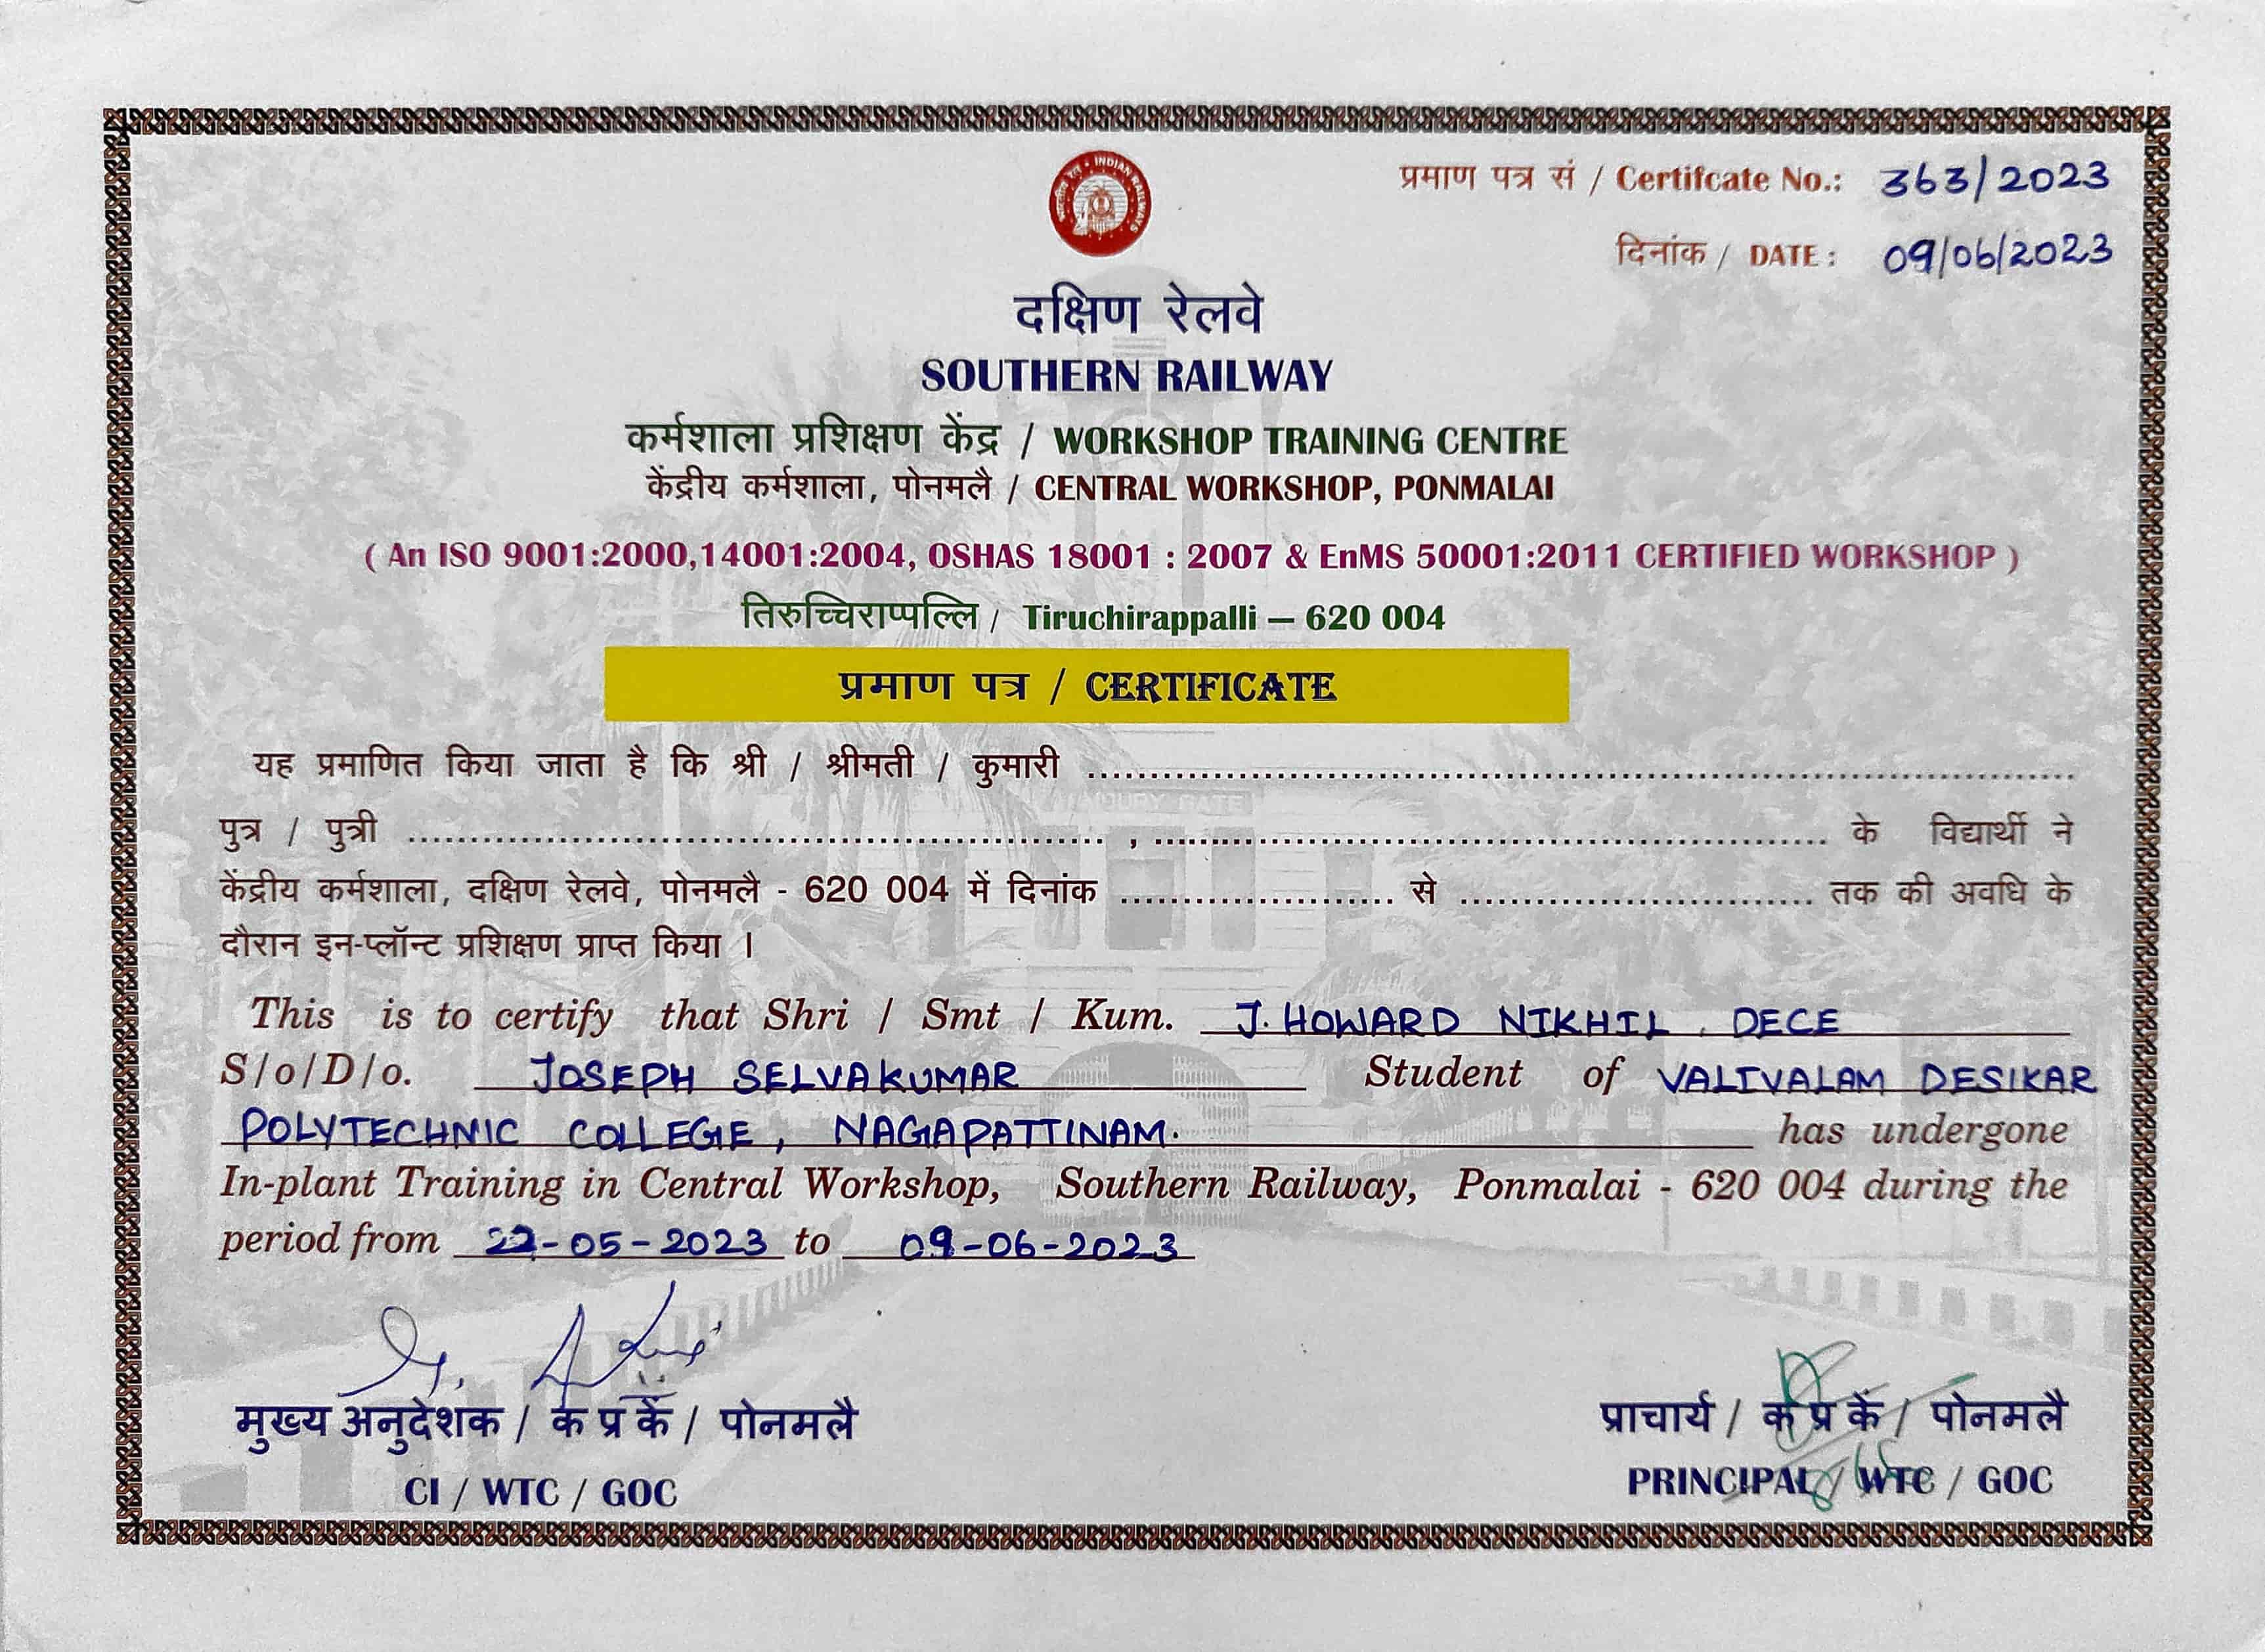 INDIAN RAILWAYS
प्रमाण पत्र सं / Certifcate No.: 363/2023
दिनांक / DATE : 09/06/2023
दक्षिण रेलवे
SOUTHERN RAILWAY
कर्मशाला प्रशिक्षण केंद्र / WORKSHOP TRAINING CENTRE
केंद्रीय कर्मशाला, पोनमलै / CENTRAL WORKSHOP, PONMALAI
( An ISO 9001:2000,14001:2004, OSHAS 18001 : 2007 & EnMS 50001:2011 CERTIFIED WORKSHOP )
तिरुच्चिराप्पल्लि / Tiruchirappalli – 620 004
प्रमाण पत्र / CERTIFICATE
यह प्रमाणित किया जाता है कि श्री / श्रीमती / कुमारी ..........
पुत्र / पुत्री .......... , .......... के विद्यार्थी ने
केंद्रीय कर्मशाला, दक्षिण रेलवे, पोनमलै - 620 004 में दिनांक .......... से .......... तक की अवधि के
दौरान इन-प्लॉन्ट प्रशिक्षण प्राप्त किया ।
This is to certify that Shri / Smt / Kum. J. HOWARD NIKHIL, DECE
S/o/D/o. JOSEPH SELVAKUMAR Student of VALIVALAM DESIKAR
POLYTECHNIC COLLEGE, NAGAPATTINAM. has undergone
In-plant Training in Central Workshop, Southern Railway, Ponmalai - 620 004 during the
period from 22-05-2023 to 09-06-2023
मुख्य अनुदेशक / क प्र कें / पोनमलै
CI / WTC / GOC
प्राचार्य / क प्र कें / पोनमलै
PRINCIPAL / WTC / GOC